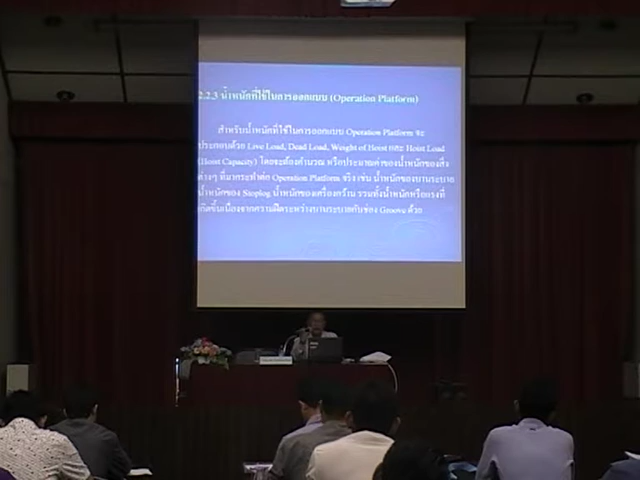 2.2.3 น้ำหนักที่ใช้ในการออกแบบ (Operation Platform)
สำหรับน้ำหนักที่ใช้ในการออกแบบ Operation Platform จะ
ประกอบด้วย Live Load, Dead Load, Weight of Hoist และ Hoist Load
(Hoist Capacity) โดยจะต้องคำนวณ หรือประมาณค่าของน้ำหนักของสิ่ง
ต่างๆ ที่มากระทำต่อ Operation Platform จริง เช่น น้ำหนักของบานระบาย
น้ำหนักของ Stoplog น้ำหนักของเครื่องกว้าน รวมทั้งน้ำหนักหรือแรงที่
เกิดขึ้นเนื่องจากความฝืดระหว่างบานระบายกับช่อง Groove ด้วย